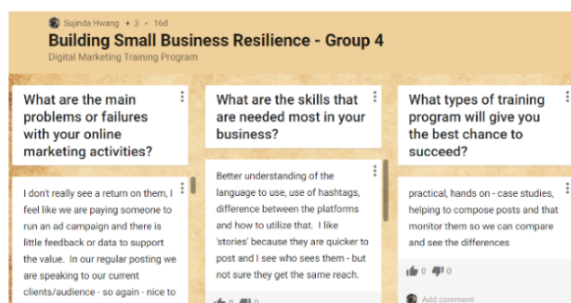 Sujinda Hwang + 3 • 16d
Building Small Business Resilience - Group 4
Digital Marketing Training Program
What are the main
problems or failures
with your online
marketing activities?
I don't really see a return on them, I
feel like we are paying someone to
run an ad campaign and there is
little feedback or data to support
the value. In our regular posting we
are speaking to our current
clients/audience - so again - nice to
What are the skills that
are needed most in your
business?
Better understanding of the
language to use, use of hashtags,
difference between the platforms
and how to utilize that. I like
'stories' because they are quicker to
post and I see who sees them - but
not sure they get the same reach.
0 0
What types of training
program will give you
the best chance to
succeed?
practical, hands on - case studies,
helping to compose posts and that
monitor them so we can compare
and see the differences
0 0
Add comment